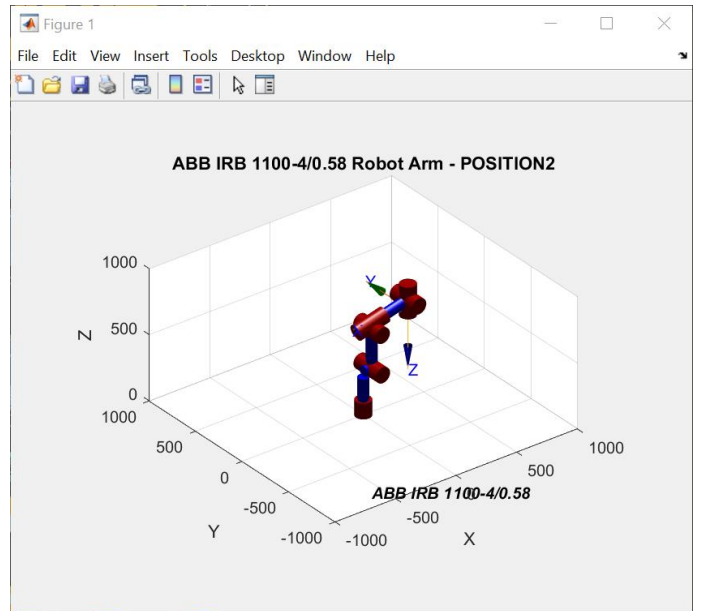 Figure 1
File Edit View Insert Tools Desktop Window Help
ABB IRB 1100-4/0.58 Robot Arm - POSITION2
1000
500
0
Z
1000
500
0
-500
-1000
Y
-1000
-500
0
500
1000
X
Y
Z
ABB IRB 1100-4/0.58